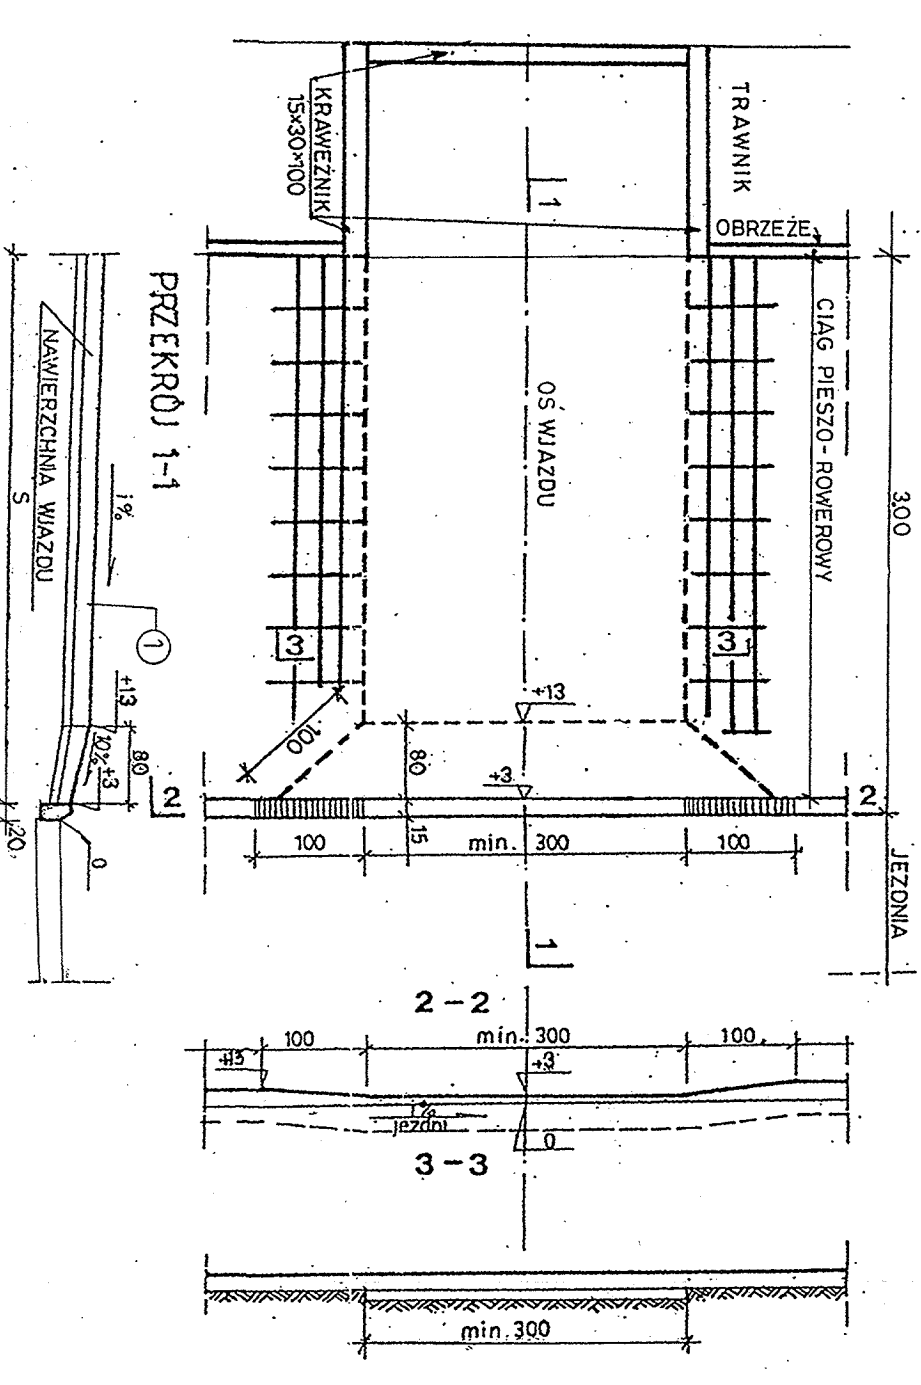 TRAWNIK
KRAWĘŻNIK
15×30×100
1
OBRZEŻE
CIĄG PIESZO-ROWEROWY
3.00
OŚ WJAZDU
PRZEKRÓJ 1-1
NAWIERZCHNIA WJAZDU
S
i%
1
3
3
+13
100
80
+3
15
2
2
+13
80
10%
+3
20
0
100
min. 300
100
JEZDNIA
1
2-2
100
min. 300
100
+13
+3
i%
jezdni
0
3-3
min. 300